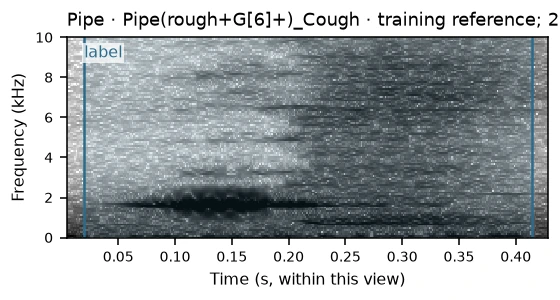 Pipe · Pipe(rough+G[6]+)_Cough · training reference; 2
label
Frequency (kHz)
10
8
6
4
2
0
0.05 0.10 0.15 0.20 0.25 0.30 0.35 0.40
Time (s, within this view)